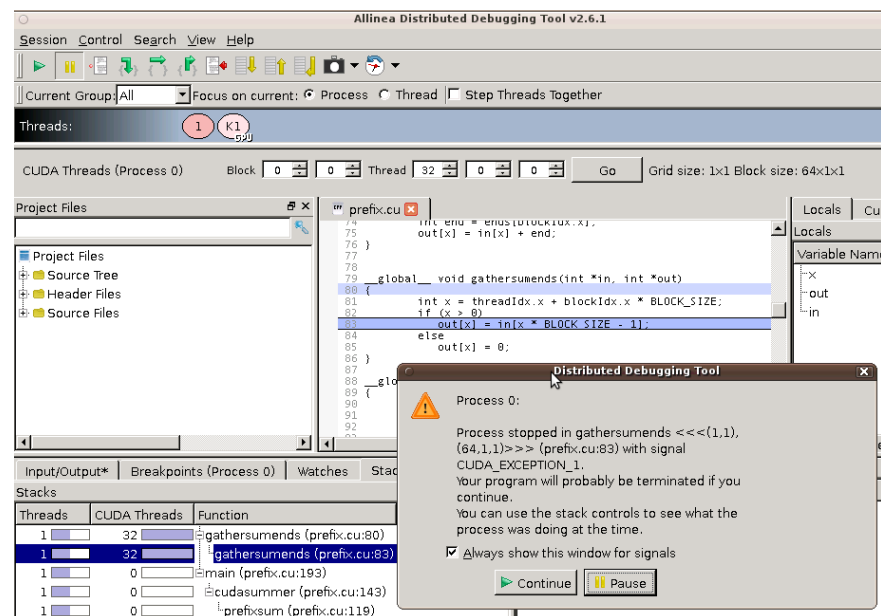 Allinea Distributed Debugging Tool v2.6.1
Session Control Search View Help
Current Group: All Focus on current: Process Thread Step Threads Together
Threads: 1 K1
GPU
CUDA Threads (Process 0) Block 0 0 Thread 32 0 0 Go Grid size: 1x1 Block size: 64x1x1
Project Files
Project Files
Source Tree
Header Files
Source Files
prefix.cu
74 int end = ends[blockIdx.x];
75 out[x] = in[x] + end;
76 }
77
78
79 __global__ void gathersumends(int *in, int *out)
80 {
81 int x = threadIdx.x + blockIdx.x * BLOCK_SIZE;
82 if (x > 0)
83 out[x] = in[x * BLOCK_SIZE - 1];
84 else
85 out[x] = 0;
86 }
87
88 __glo
89 {
90
91
92
Locals Cu
Locals
Variable Name
x
out
in
Distributed Debugging Tool
Process 0:
Process stopped in gathersumends <<<(1,1),
(64,1,1)>>> (prefix.cu:83) with signal
CUDA_EXCEPTION_1.
Your program will probably be terminated if you
continue.
You can use the stack controls to see what the
process was doing at the time.
Always show this window for signals
Continue Pause
Input/Output* Breakpoints (Process 0) Watches Stac
Stacks
Threads CUDA Threads Function
1 32 gathersumends (prefix.cu:80)
1 32 gathersumends (prefix.cu:83)
1 0 main (prefix.cu:193)
1 0 cudasummer (prefix.cu:143)
1 0 prefixsum (prefix.cu:119)